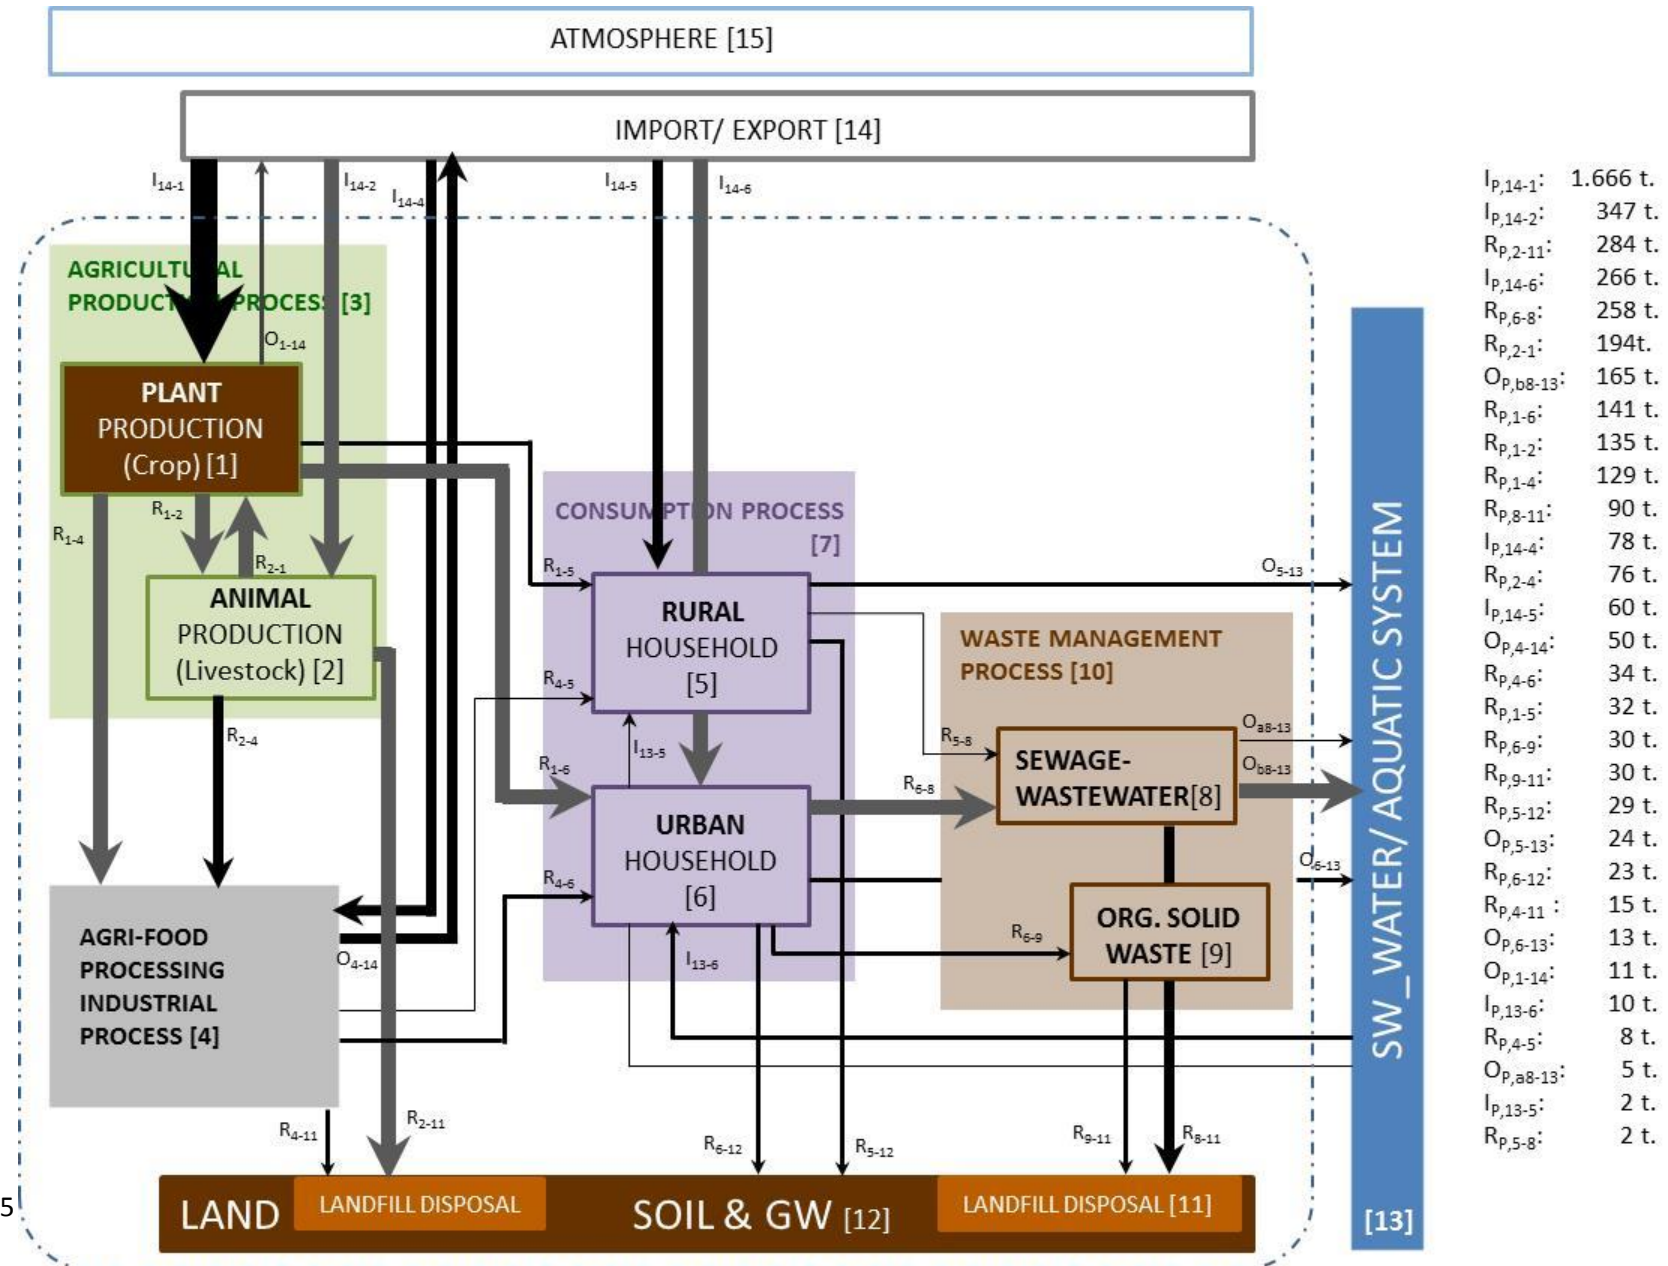 ATMOSPHERE [15]
IMPORT/ EXPORT [14]
I14-1
I14-2
I14-4
I14-5
I14-6
AGRICULTURAL
PRODUCT PROCES [3]
O1-14
PLANT
PRODUCTION
(Crop) [1]
R1-4
R1-2
R2-1
ANIMAL
PRODUCTION
(Livestock) [2]
R2-4
CONSUMPTION PROCESS
[7]
R1-5
RURAL
HOUSEHOLD
[5]
O5-13
R4-5
I13-5
R1-6
URBAN
HOUSEHOLD
[6]
R4-6
I13-6
WASTE MANAGEMENT
PROCESS [10]
R5-8
R6-8
SEWAGE-
WASTEWATER[8]
Oa8-13
Ob8-13
O6-13
R6-9
ORG. SOLID
WASTE [9]
AGRI-FOOD
PROCESSING
INDUSTRIAL
PROCESS [4]
O4-14
R4-11
R2-11
R6-12
R5-12
R9-11
R8-11
LAND
LANDFILL DISPOSAL
SOIL & GW [12]
LANDFILL DISPOSAL [11]
SW_WATER/ AQUATIC SYSTEM
[13]
5
IP,14-1: 1.666 t.
IP,14-2: 347 t.
RP,2-11: 284 t.
IP,14-6: 266 t.
RP,6-8: 258 t.
RP,2-1: 194t.
OP,b8-13: 165 t.
RP,1-6: 141 t.
RP,1-2: 135 t.
RP,1-4: 129 t.
RP,8-11: 90 t.
IP,14-4: 78 t.
RP,2-4: 76 t.
IP,14-5: 60 t.
OP,4-14: 50 t.
RP,4-6: 34 t.
RP,1-5: 32 t.
RP,6-9: 30 t.
RP,9-11: 30 t.
RP,5-12: 29 t.
OP,5-13: 24 t.
RP,6-12: 23 t.
RP,4-11 : 15 t.
OP,6-13: 13 t.
OP,1-14: 11 t.
IP,13-6: 10 t.
RP,4-5: 8 t.
OP,a8-13: 5 t.
IP,13-5: 2 t.
RP,5-8: 2 t.